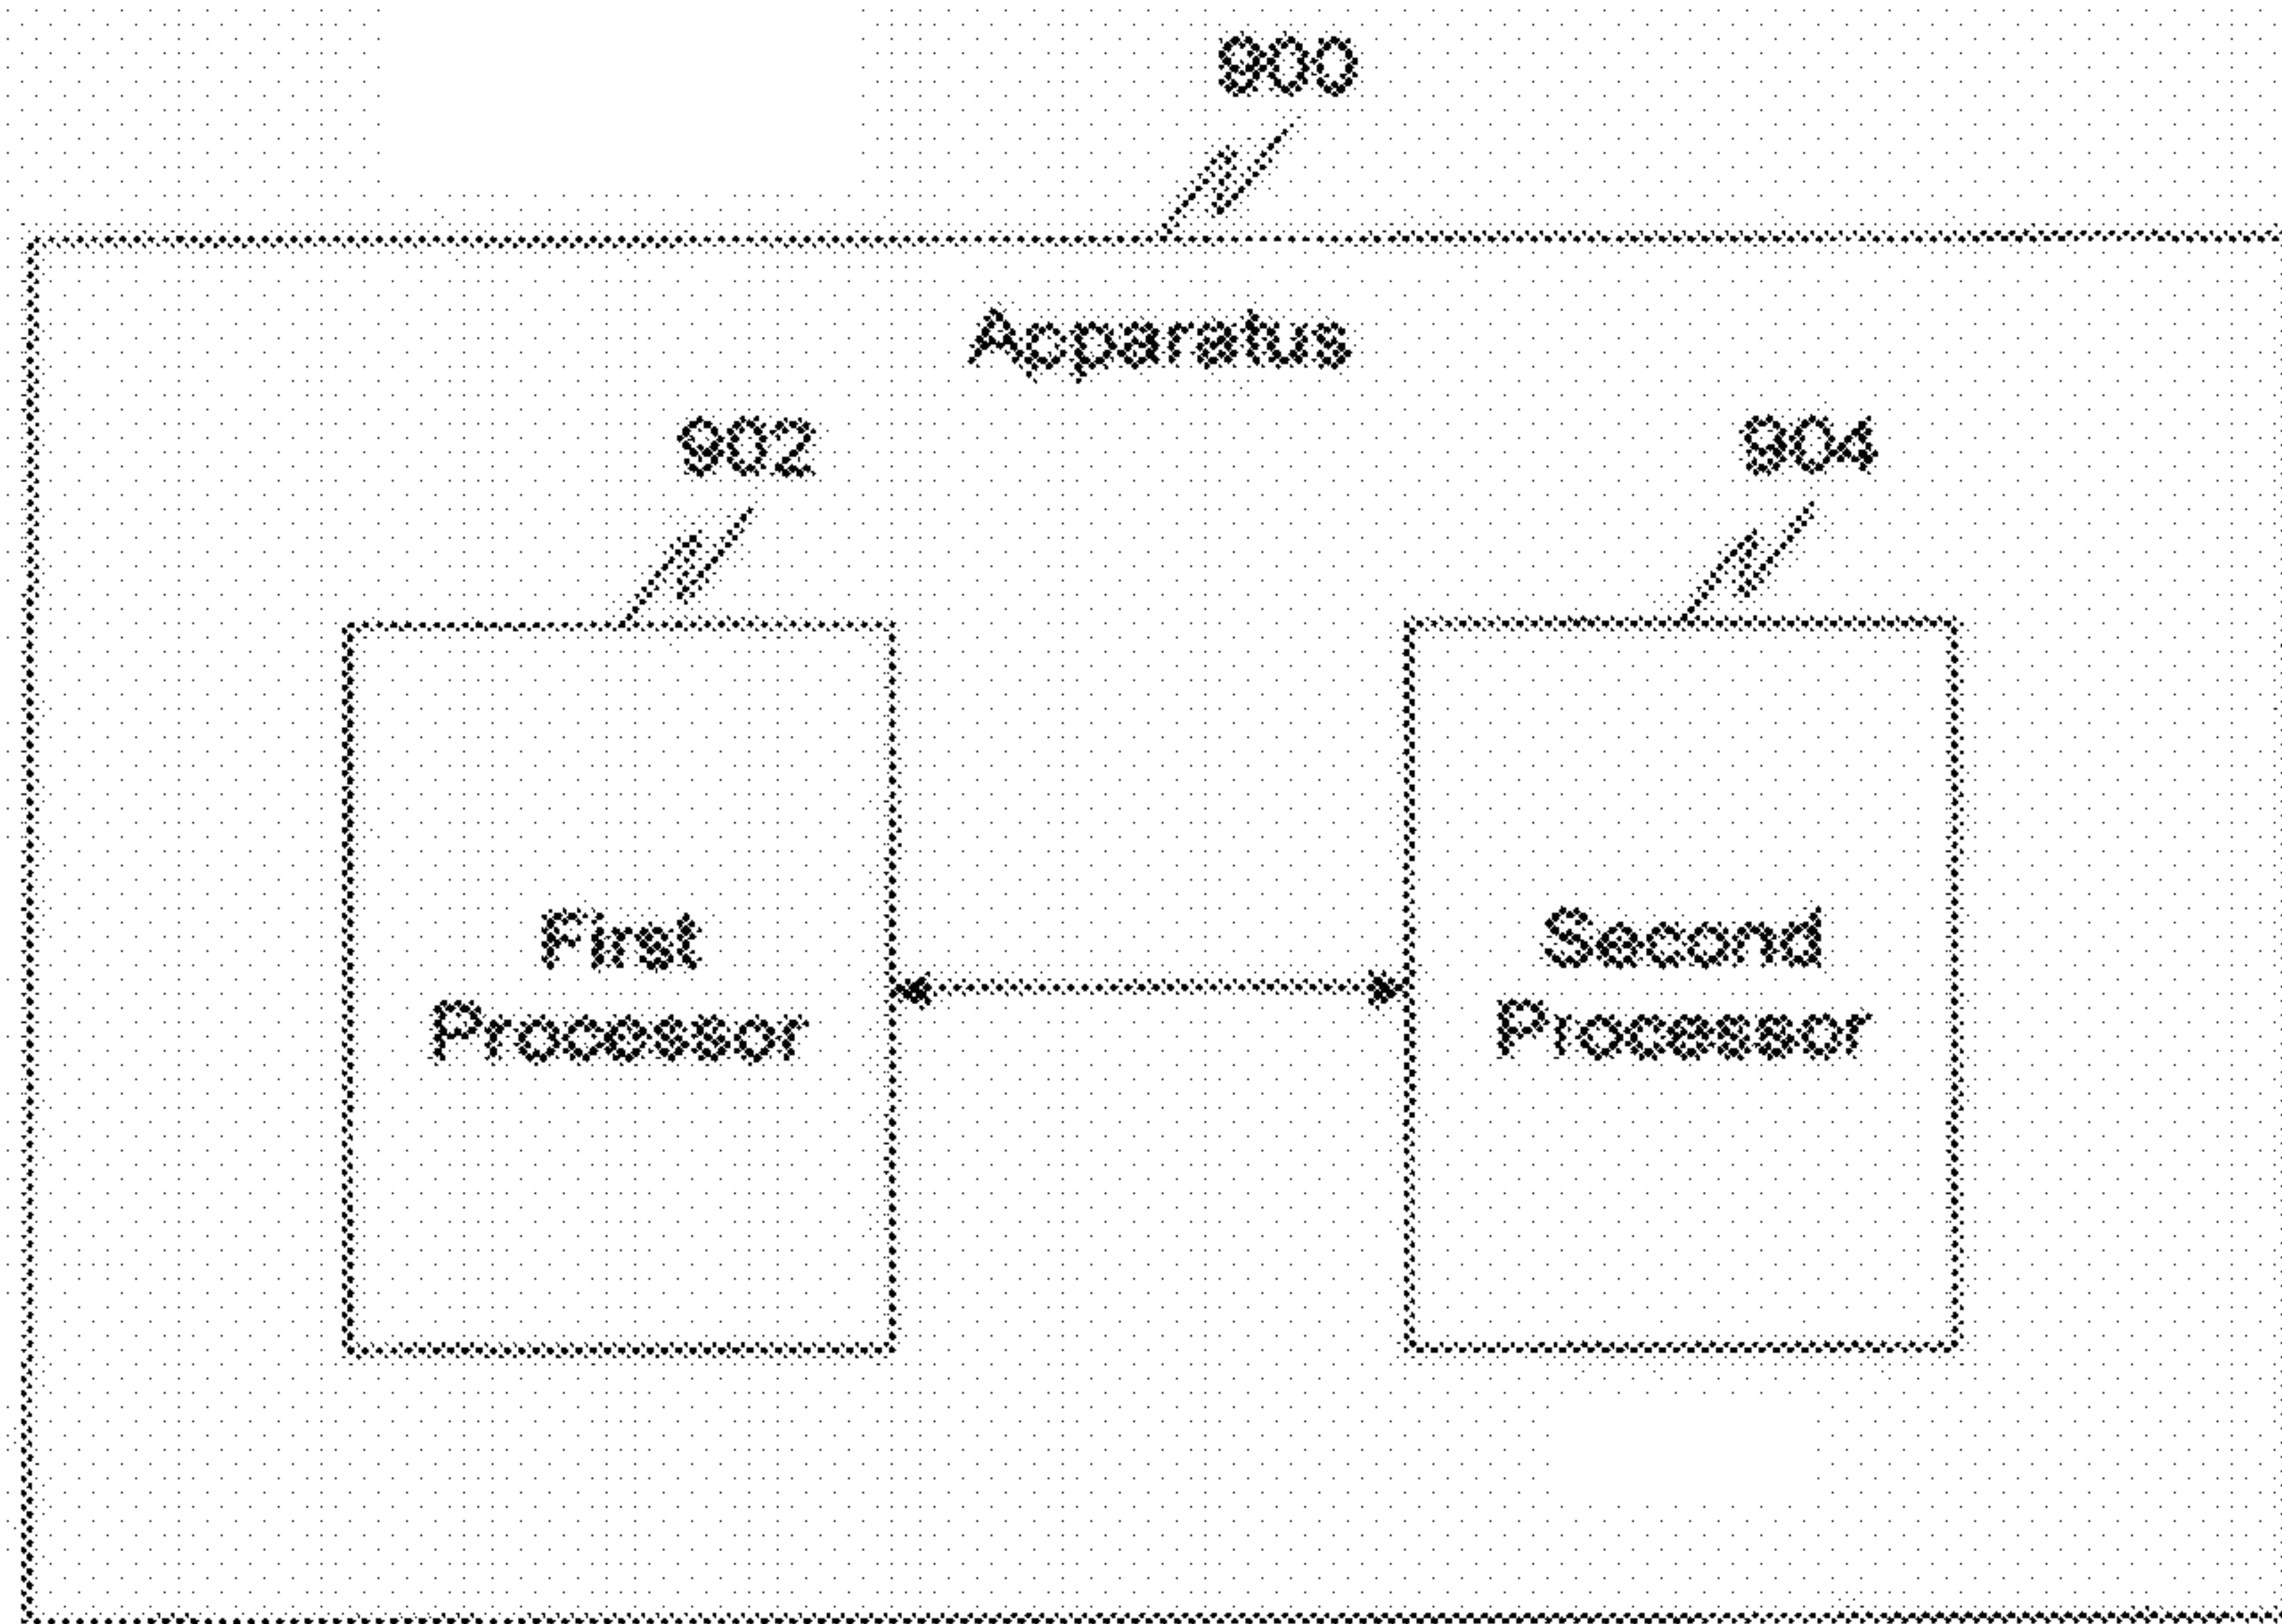 900
Apparatus
902
904
First
Processor
Second
Processor